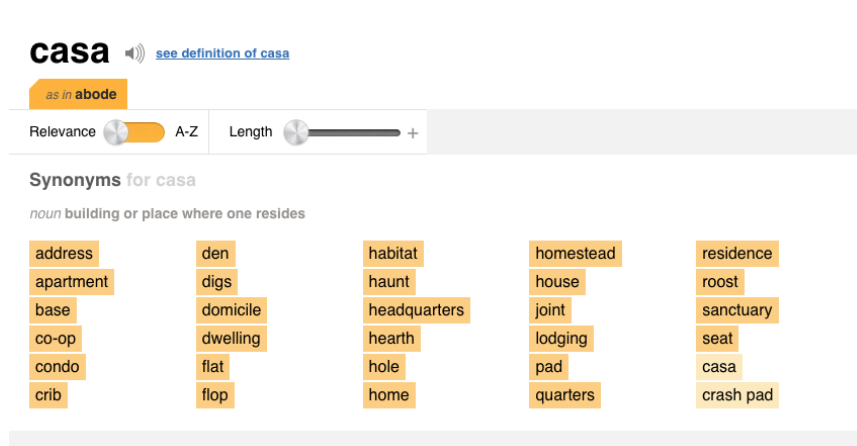 casa see definition of casa
as in abode
Relevance A-Z Length +
Synonyms for casa
noun building or place where one resides
address den habitat homestead residence
apartment digs haunt house roost
base domicile headquarters joint sanctuary
co-op dwelling hearth lodging seat
condo flat hole pad casa
crib flop home quarters crash pad